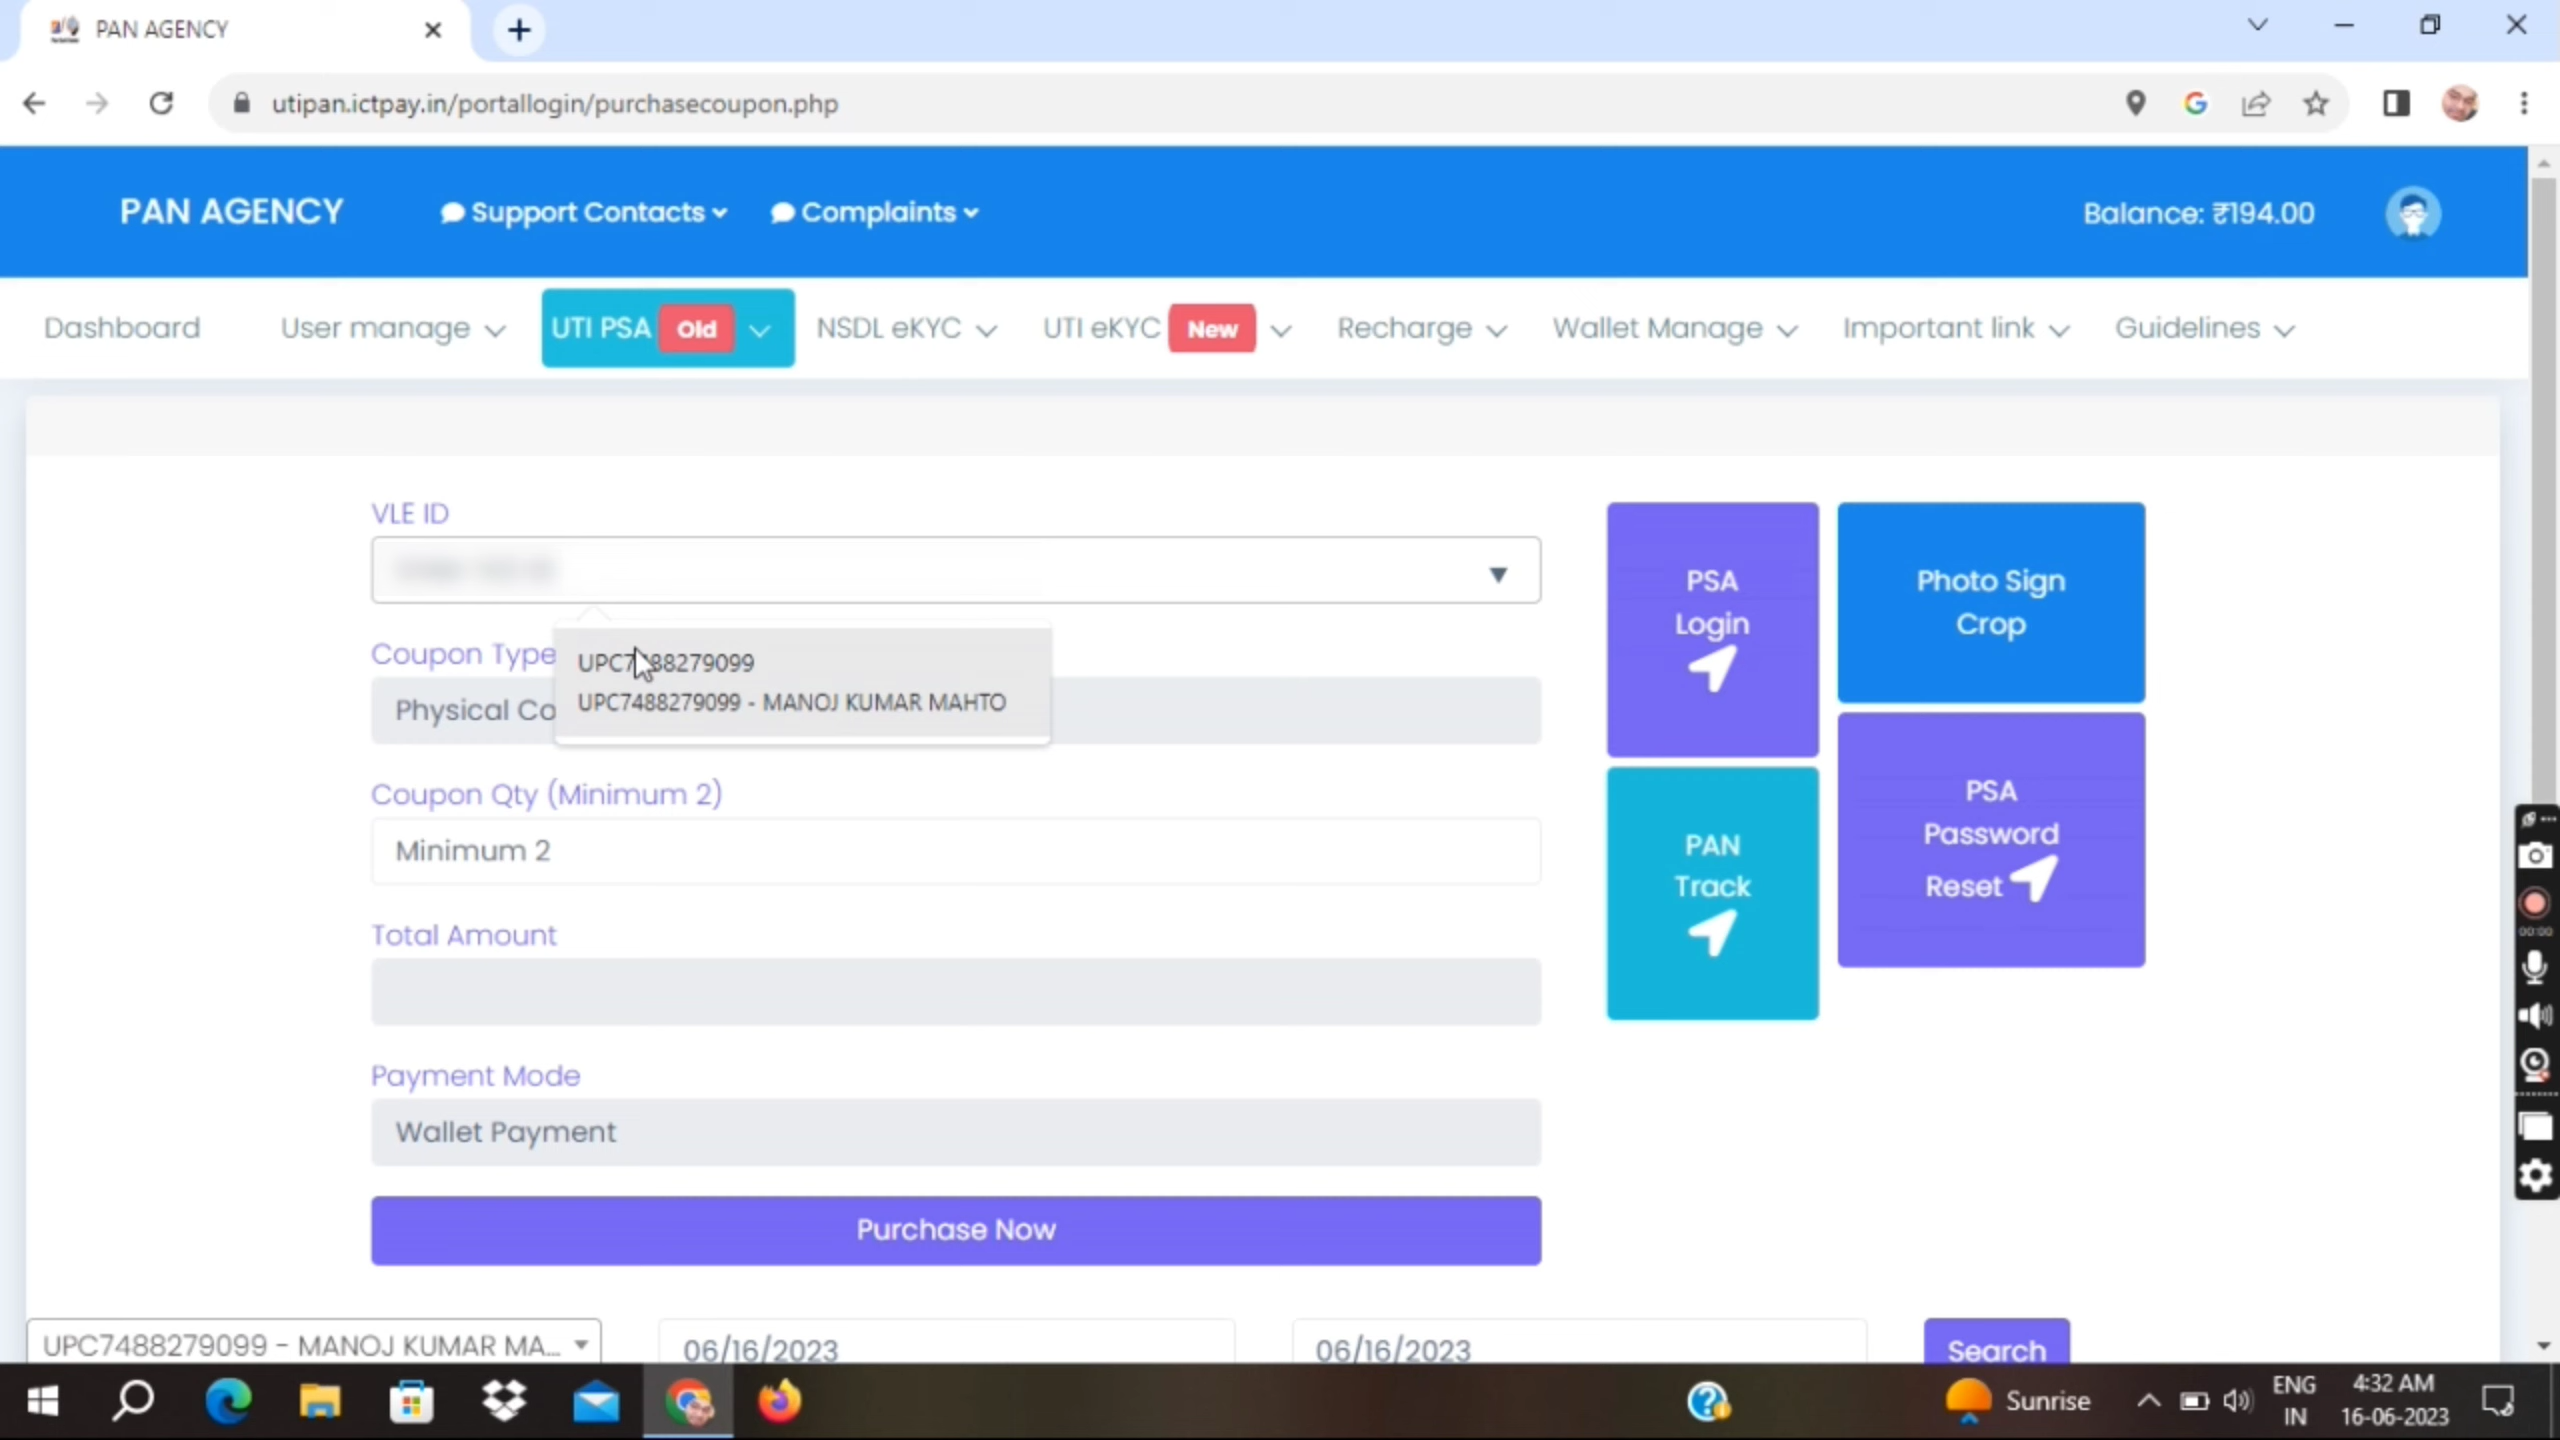 PAN AGENCY
utipan.ictpay.in/portallogin/purchasecoupon.php
PAN AGENCY Support Contacts Complaints Balance: ₹194.00
Dashboard User manage UTI PSA Old NSDL eKYC UTI eKYC New Recharge Wallet Manage Important link Guidelines
VLE ID
UPC7488279099
UPC7488279099 - MANOJ KUMAR MAHTO
Coupon Type
Physical Co
Coupon Qty (Minimum 2)
Minimum 2
Total Amount
Payment Mode
Wallet Payment
Purchase Now
PSA
Login
Photo Sign
Crop
PAN
Track
PSA
Password
Reset
00:00
UPC7488279099 - MANOJ KUMAR MA... 06/16/2023 06/16/2023 Search
Sunrise
ENG
IN
4:32 AM
16-06-2023